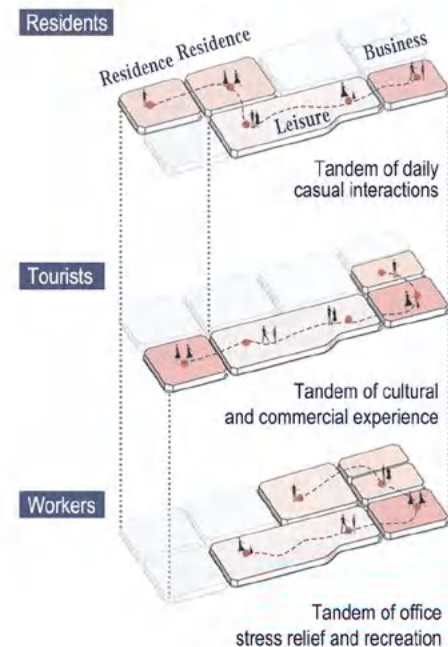 Residents
Residence Residence
Business
Leisure
Tandem of daily
casual interactions
Tourists
Tandem of cultural
and commercial experience
Workers
Tandem of office
stress relief and recreation